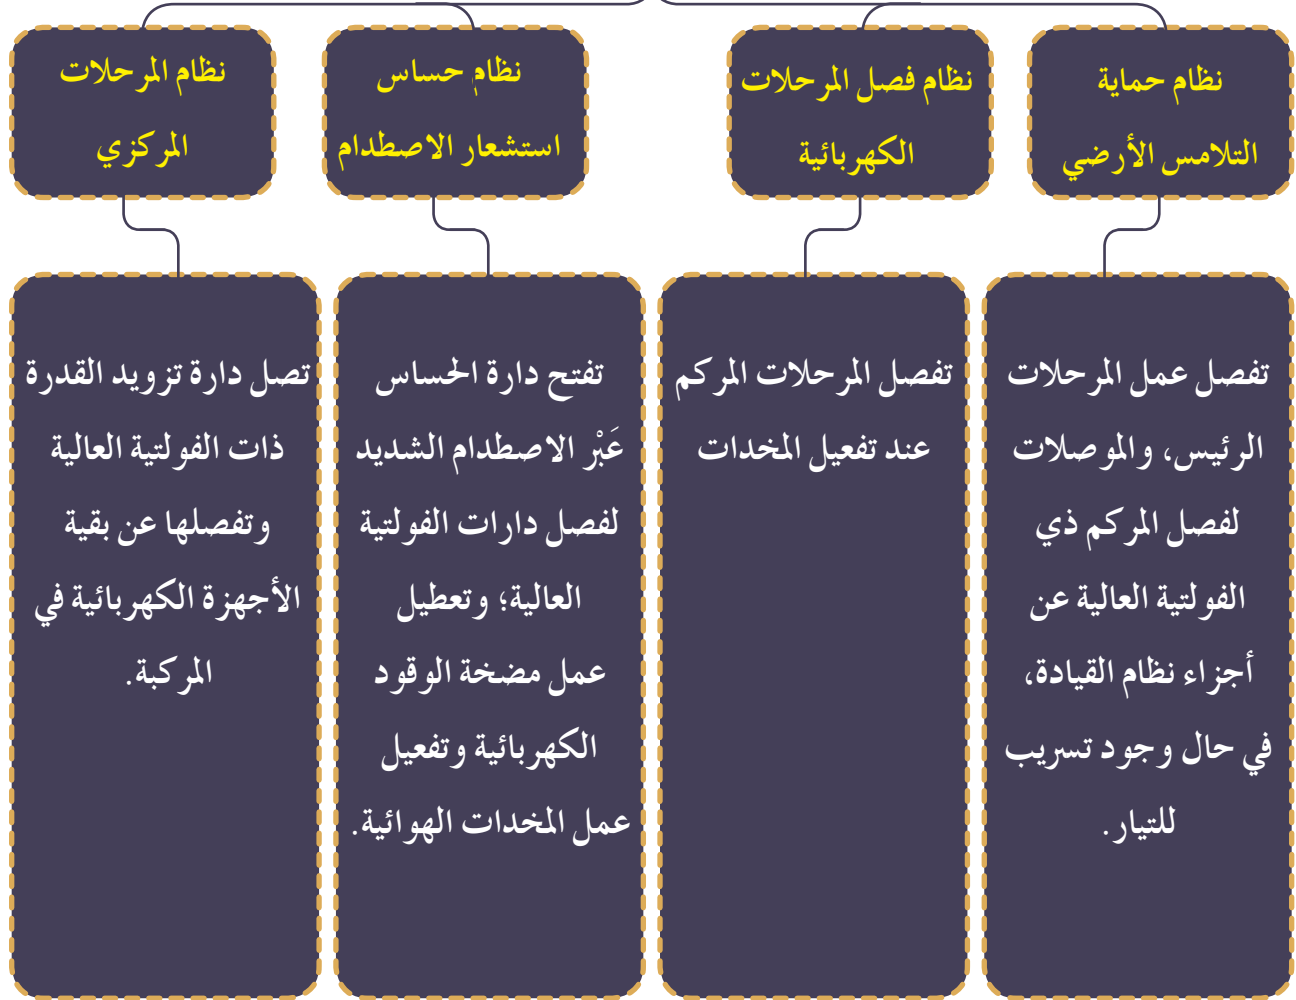 نظام حماية
التلامس الأرضي
نظام فصل المرحلات
الكهربائية
نظام حساس
استشعار الاصطدام
نظام المرحلات
المركزي
تفصل عمل المرحلات
الرئيس، والموصلات
لفصل المركم ذي
الفولتية العالية عن
أجزاء نظام القيادة،
في حال وجود تسريب
للتيار.
تفصل المرحلات المركم
عند تفعيل المخدات
تفتح دارة الحساس
عَبْر الاصطدام الشديد
لفصل دارات الفولتية
العالية؛ وتعطيل
عمل مضخة الوقود
الكهربائية وتفعيل
عمل المخدات الهوائية.
تصل دارة تزويد القدرة
ذات الفولتية العالية
وتفصلها عن بقية
الأجهزة الكهربائية في
المركبة.